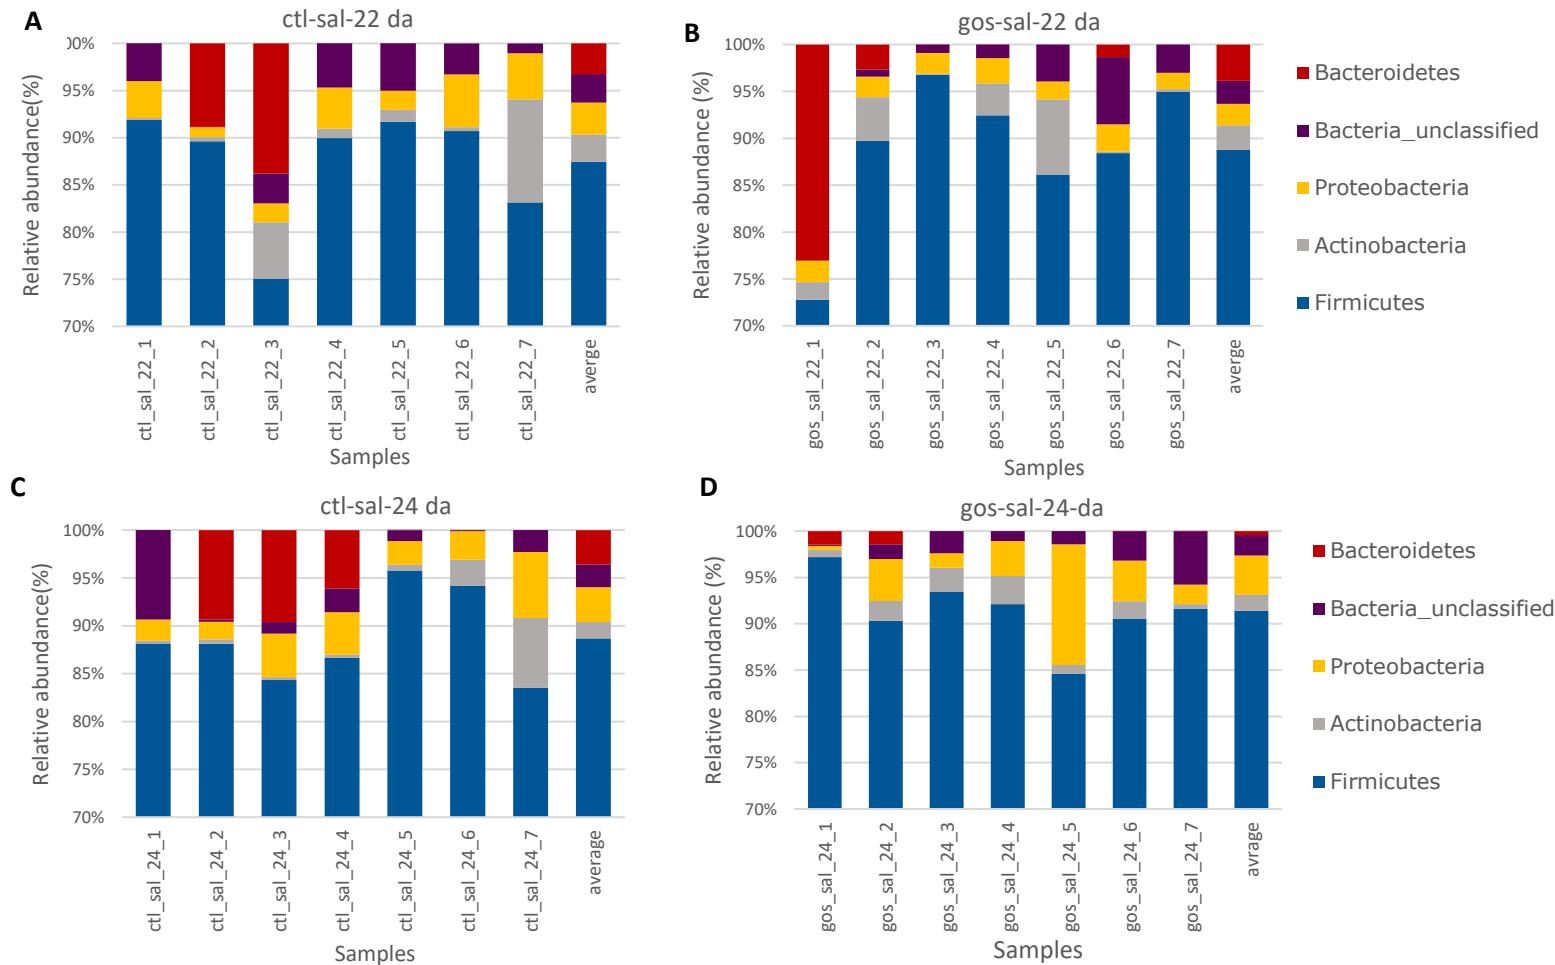 A
ctl-sal-22 da
Relative abundance(%)
00%
95%
90%
85%
80%
75%
70%
ctl_sal_22_1
ctl_sal_22_2
ctl_sal_22_3
ctl_sal_22_4
ctl_sal_22_5
ctl_sal_22_6
ctl_sal_22_7
averge
Samples
B
gos-sal-22 da
Relative abundance (%)
100%
95%
90%
85%
80%
75%
70%
gos_sal_22_1
gos_sal_22_2
gos_sal_22_3
gos_sal_22_4
gos_sal_22_5
gos_sal_22_6
gos_sal_22_7
averge
Samples
Bacteroidetes
Bacteria_unclassified
Proteobacteria
Actinobacteria
Firmicutes
C
ctl-sal-24 da
Relative abundance(%)
100%
95%
90%
85%
80%
75%
70%
ctl_sal_24_1
ctl_sal_24_2
ctl_sal_24_3
ctl_sal_24_4
ctl_sal_24_5
ctl_sal_24_6
ctl_sal_24_7
average
Samples
D
gos-sal-24-da
Relative abundance (%)
100%
95%
90%
85%
80%
75%
70%
gos_sal_24_1
gos_sal_24_2
gos_sal_24_3
gos_sal_24_4
gos_sal_24_5
gos_sal_24_6
gos_sal_24_7
avrage
Samples
Bacteroidetes
Bacteria_unclassified
Proteobacteria
Actinobacteria
Firmicutes